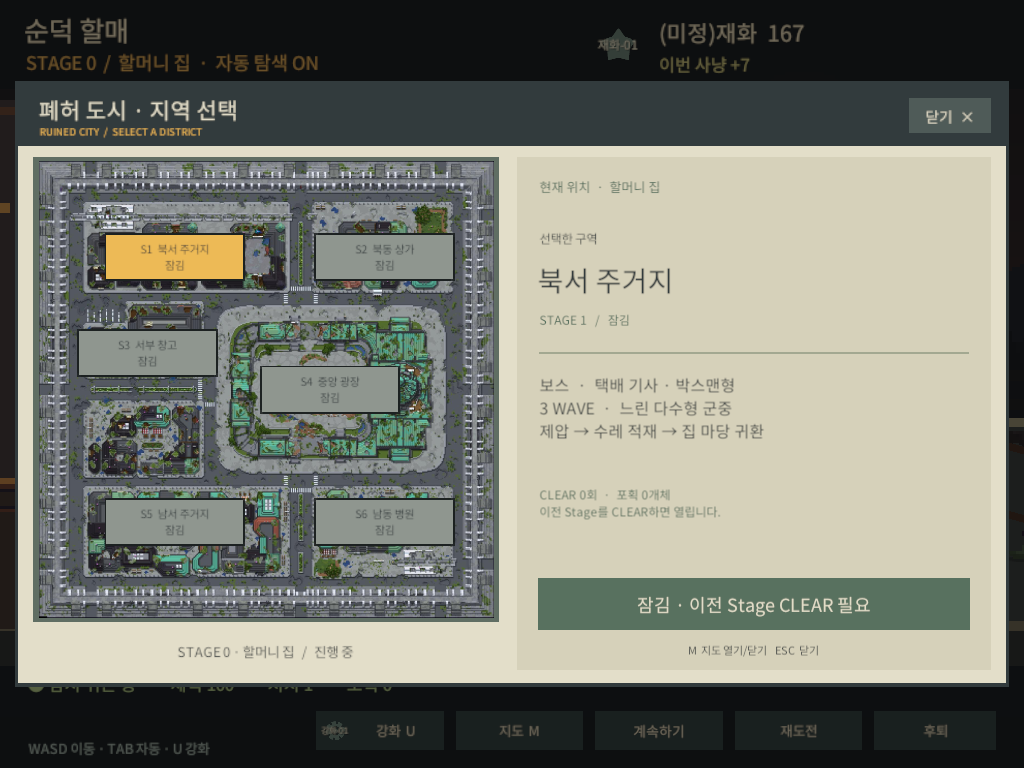 순덕 할매
STAGE 0 / 할머니 집 · 자동 탐색 ON
재화-01
(미정)재화 167
이번 사냥 +7
폐허 도시 · 지역 선택
RUINED CITY / SELECT A DISTRICT
닫기 ✕
S1 북서 주거지
잠김
S2 북동 상가
잠김
S3 서부 창고
잠김
S4 중앙 광장
잠김
S5 남서 주거지
잠김
S6 남동 병원
잠김
STAGE 0 · 할머니 집 / 진행 중
현재 위치 · 할머니 집
선택한 구역
북서 주거지
STAGE 1 / 잠김
보스 · 택배 기사 · 박스맨형
3 WAVE · 느린 다수형 군중
제압 → 수레 적재 → 집 마당 귀환
CLEAR 0회 · 포획 0개체
이전 Stage를 CLEAR하면 열립니다.
잠김 · 이전 Stage CLEAR 필요
M 지도 열기/닫기 ESC 닫기
강화 U
지도 M
계속하기
재도전
후퇴
WASD 이동 · TAB 자동 · U 강화